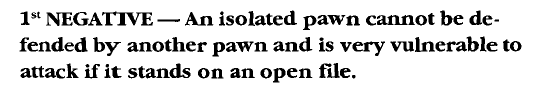 1st NEGATIVE — An isolated pawn cannot be de-
fended by another pawn and is very vulnerable to
attack if it stands on an open file.